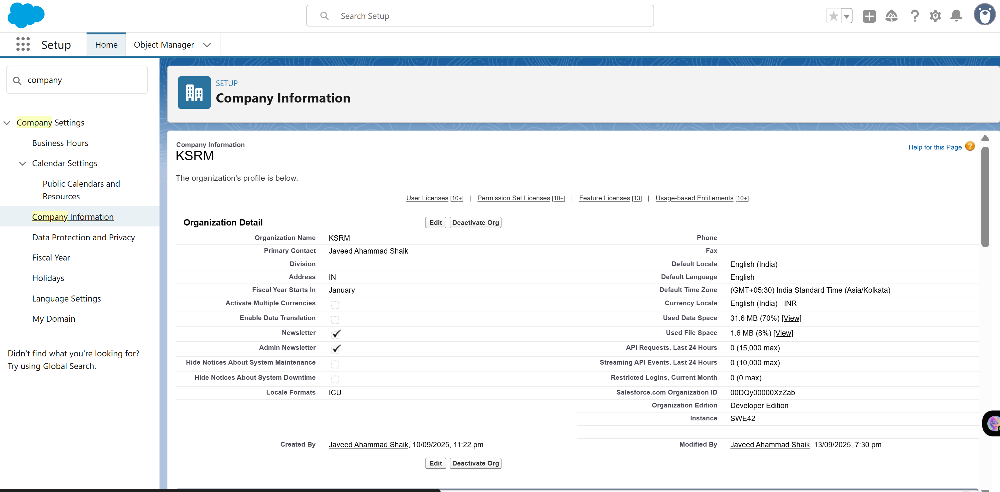 Search Setup
Setup
Home
Object Manager
company
Company Settings
Business Hours
Calendar Settings
Public Calendars and
Resources
Company Information
Data Protection and Privacy
Fiscal Year
Holidays
Language Settings
My Domain
Didn't find what you're looking for?
Try using Global Search.
SETUP
Company Information
Company Information
KSRM
Help for this Page
The organization's profile is below.
User Licenses [10+] | Permission Set Licenses [10+] | Feature Licenses [13] | Usage-based Entitlements [10+]
Organization Detail
Edit Deactivate Org
Organization Name KSRM
Phone
Primary Contact Javeed Ahammad Shaik
Fax
Division
Default Locale English (India)
Address IN
Default Language English
Fiscal Year Starts In January
Default Time Zone (GMT+05:30) India Standard Time (Asia/Kolkata)
Activate Multiple Currencies
Currency Locale English (India) - INR
Enable Data Translation
Used Data Space 31.6 MB (70%) [View]
Newsletter
Used File Space 1.6 MB (8%) [View]
Admin Newsletter
API Requests, Last 24 Hours 0 (15,000 max)
Hide Notices About System Maintenance
Streaming API Events, Last 24 Hours 0 (10,000 max)
Hide Notices About System Downtime
Restricted Logins, Current Month 0 (0 max)
Locale Formats ICU
Salesforce.com Organization ID 00DQy00000XzZab
Organization Edition Developer Edition
Instance SWE42
Created By Javeed Ahammad Shaik, 10/09/2025, 11:22 pm
Modified By Javeed Ahammad Shaik, 13/09/2025, 7:30 pm
Edit Deactivate Org